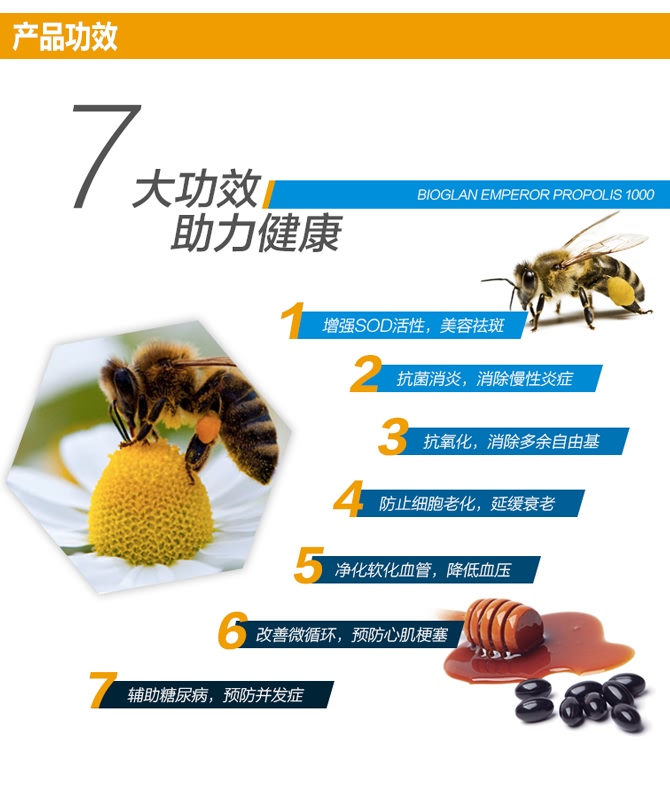 产品功效
7
大功效
BIOGLAN EMPEROR PROPOLIS 1000
助力健康
1 增强SOD活性，美容祛斑
2 抗菌消炎，消除慢性炎症
3 抗氧化，消除多余自由基
4 防止细胞老化，延缓衰老
5 净化软化血管，降低血压
6 改善微循环，预防心肌梗塞
7 辅助糖尿病，预防并发症